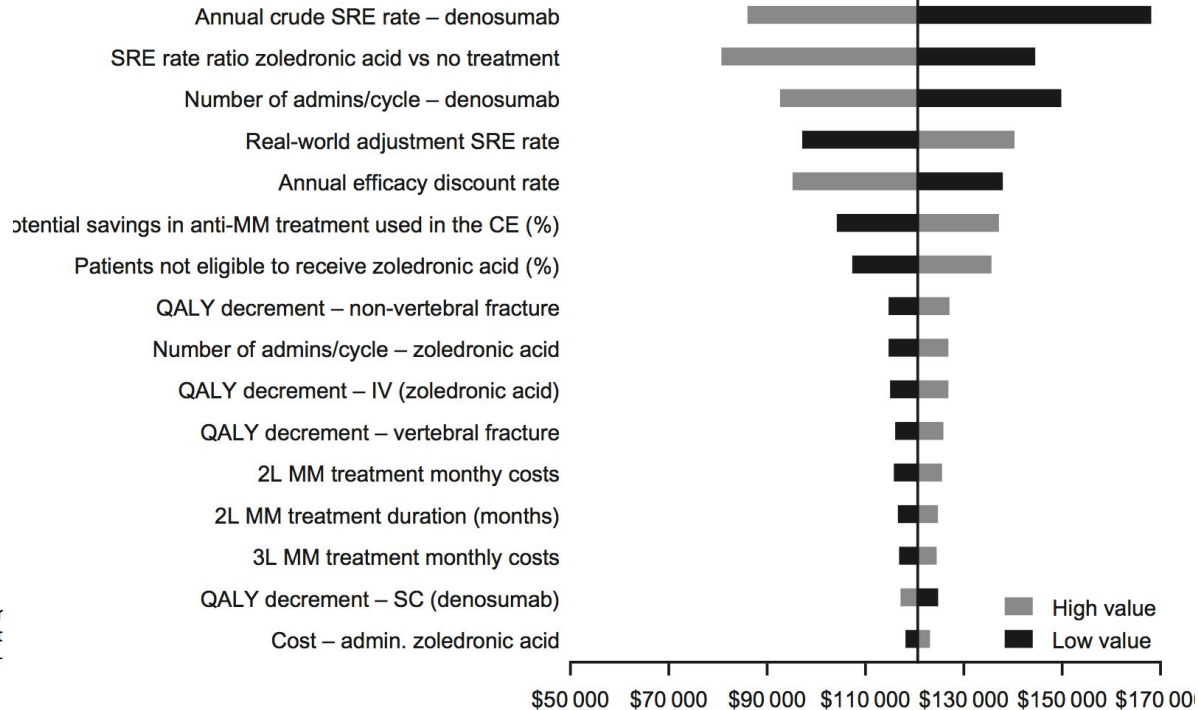 Annual crude SRE rate – denosumab
SRE rate ratio zoledronic acid vs no treatment
Number of admins/cycle – denosumab
Real-world adjustment SRE rate
Annual efficacy discount rate
otential savings in anti-MM treatment used in the CE (%)
Patients not eligible to receive zoledronic acid (%)
QALY decrement – non-vertebral fracture
Number of admins/cycle – zoledronic acid
QALY decrement – IV (zoledronic acid)
QALY decrement – vertebral fracture
2L MM treatment monthy costs
2L MM treatment duration (months)
3L MM treatment monthly costs
QALY decrement – SC (denosumab)
Cost – admin. zoledronic acid
High value
Low value
$50 000 $70 000 $90 000 $110 000 $130 000 $150 000 $170 00